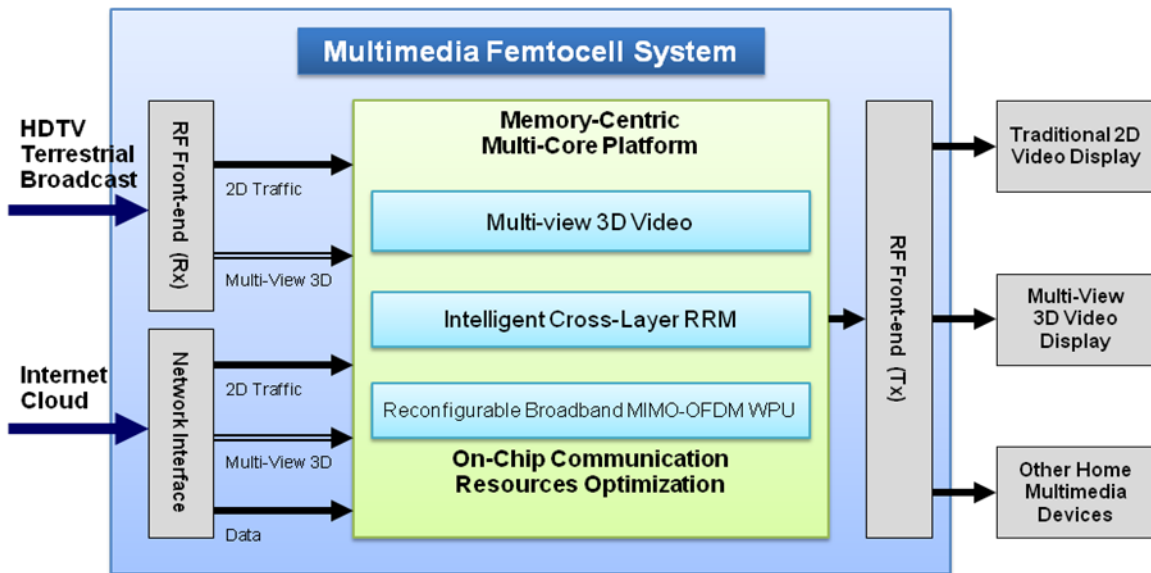 Multimedia Femtocell System
HDTV
Terrestrial
Broadcast
RF Front-end (Rx)
2D Traffic
Multi-View 3D
Internet
Cloud
Network Interface
2D Traffic
Multi-View 3D
Data
Memory-Centric
Multi-Core Platform
Multi-view 3D Video
Intelligent Cross-Layer RRM
Reconfigurable Broadband MIMO-OFDM WPU
On-Chip Communication
Resources Optimization
RF Front-end (Tx)
Traditional 2D
Video Display
Multi-View
3D Video
Display
Other Home
Multimedia
Devices